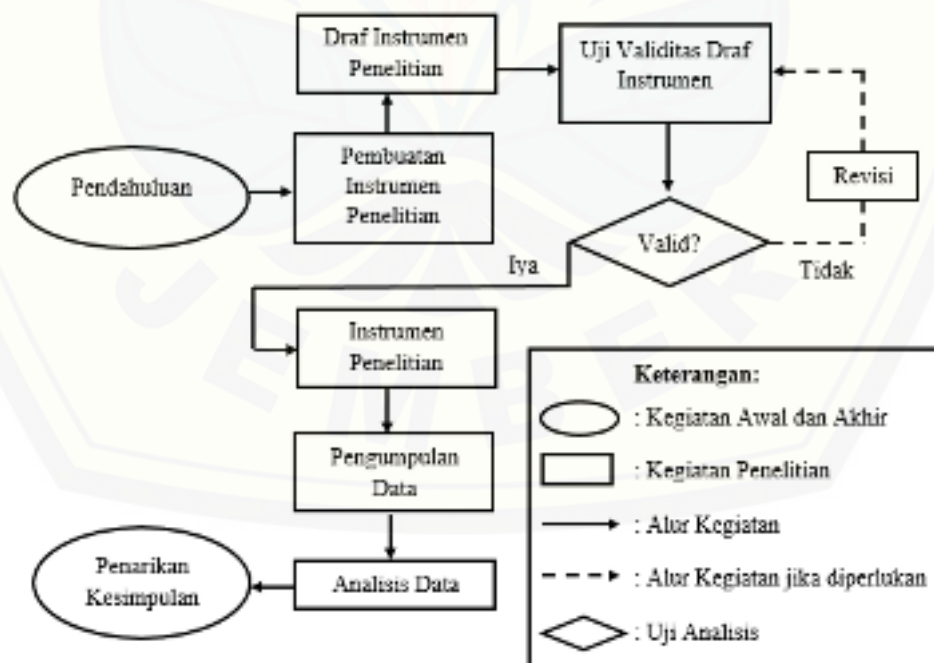 Draf Instrumen
Penelitian
Uji Validitas Draf
Instrumen
Pendahuluan
Pembuatan
Instrumen
Penelitian
Revisi
Valid?
Iya
Tidak
Instrumen
Penelitian
Pengumpulan
Data
Analisis Data
Penarikan
Kesimpulan
Keterangan:
: Kegiatan Awal dan Akhir
: Kegiatan Penelitian
: Alur Kegiatan
: Alur Kegiatan jika diperlukan
: Uji Analisis
JEMBER